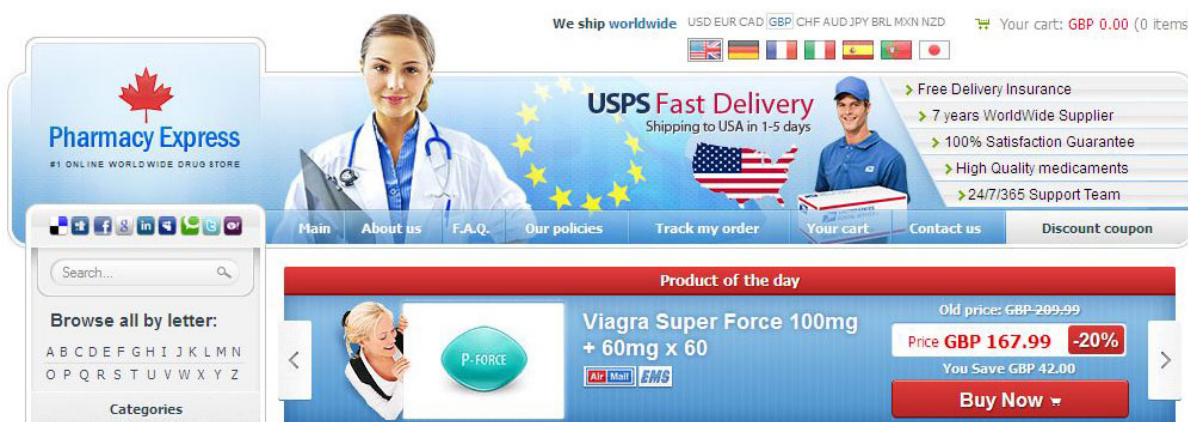 We ship worldwide
USD EUR CAD GBP CHF AUD JPY BRL MXN NZD
Your cart: GBP 0.00 (0 items
Pharmacy Express
#1 ONLINE WORLDWIDE DRUG STORE
USPS Fast Delivery
Shipping to USA in 1-5 days
Free Delivery Insurance
7 years WorldWide Supplier
100% Satisfaction Guarantee
High Quality medicaments
24/7/365 Support Team
Main
About us
F.A.Q.
Our policies
Track my order
Your cart
Contact us
Discount coupon
Search...
Browse all by letter:
A B C D E F G H I J K L M N
O P Q R S T U V W X Y Z
Categories
Product of the day
P-FORCE
Viagra Super Force 100mg
+ 60mg x 60
Air Mail EMS
Old price: GBP 209.99
Price GBP 167.99 -20%
You Save GBP 42.00
Buy Now